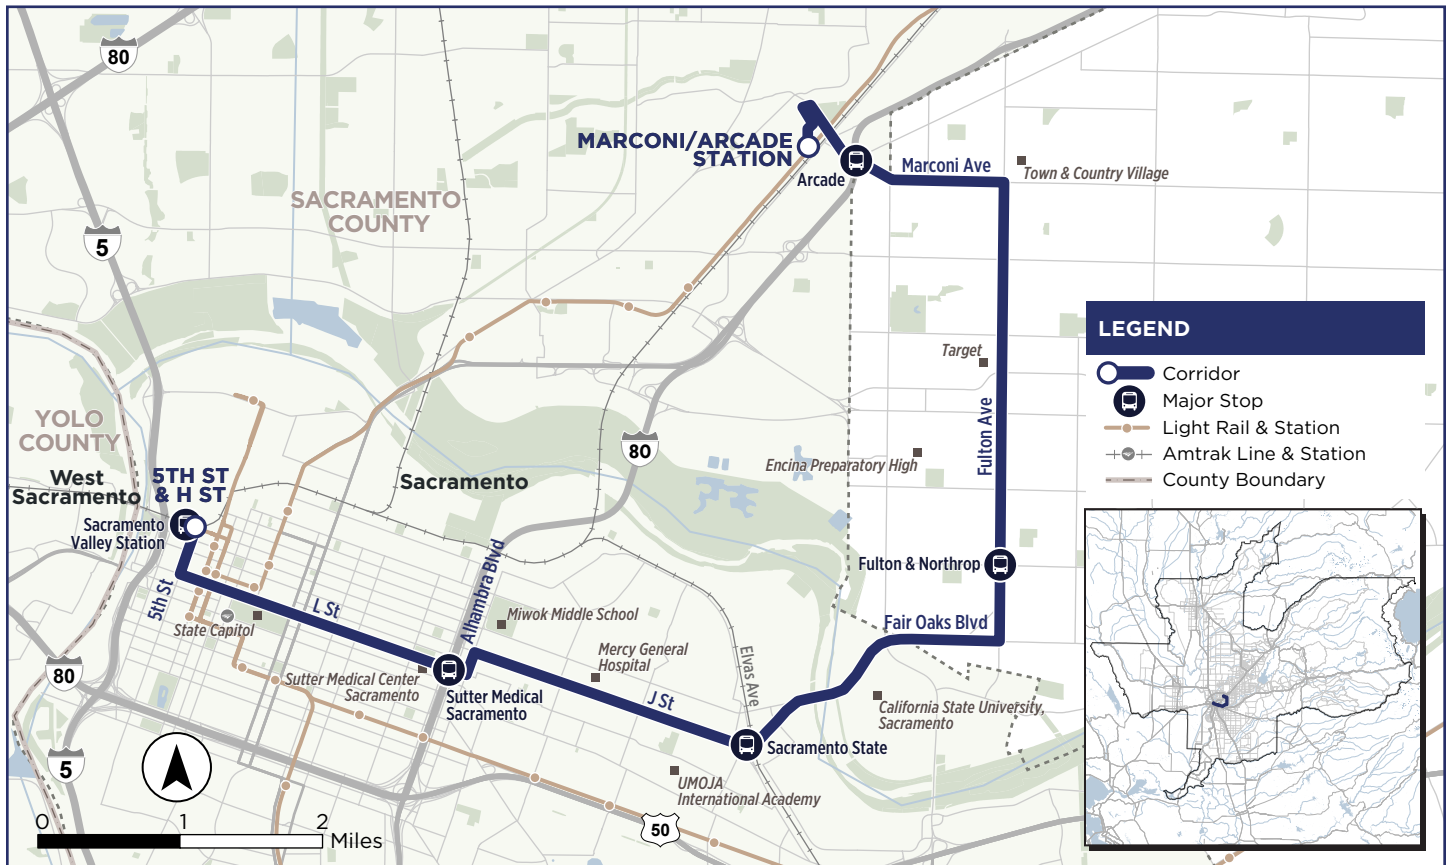 80
MARCONI/ARCADE
STATION
Arcade
Marconi Ave
Town & Country Village
SACRAMENTO
COUNTY
5
LEGEND
Corridor
Major Stop
Light Rail & Station
Amtrak Line & Station
County Boundary
Target
Fulton Ave
YOLO
COUNTY
80
Encina Preparatory High
West
Sacramento
5TH ST
& H ST
Sacramento
Sacramento
Valley Station
Alhambra Blvd
Fulton & Northrop
5th St
L St
State Capitol
Miwok Middle School
Fair Oaks Blvd
Mercy General
Hospital
Elvas Ave
80
Sutter Medical Center
Sacramento
Sutter Medical
Sacramento
J St
California State University,
Sacramento
Sacramento State
5
UMOJA
International Academy
50
0 1 2
Miles